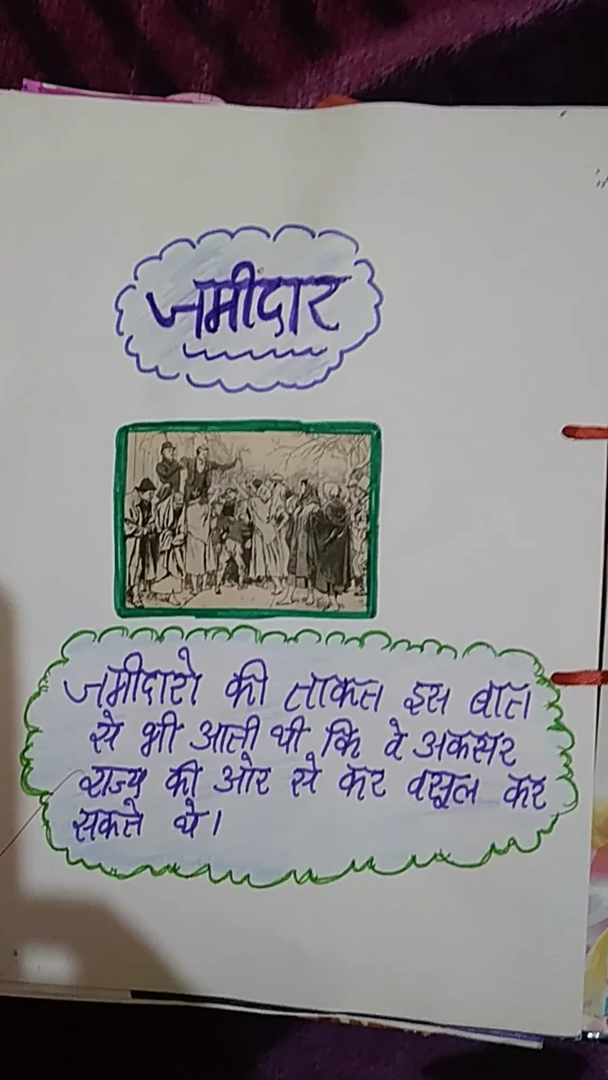 जमींदार
जमीदारो की ताकत इस बात
से भी आती थी कि वे अकसर
राज्य की ओर से कर वसूल कर
सकते थे।